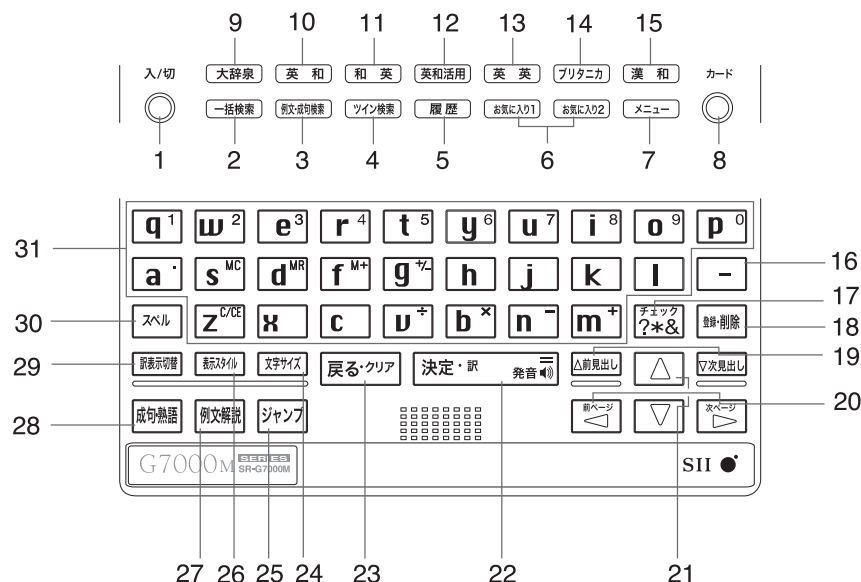 9 10 11 12 13 14 15
入/切 大辞泉 英 和 和 英 英和活用 英 英 ブリタニカ 漢 和 カード
一括検索 例文・成句検索 ツイン検索 履 歴 お気に入り1 お気に入り2 メニュー
1 2 3 4 5 6 7 8
q 1 w 2 e 3 r 4 t 5 y 6 u 7 i 8 o 9 p 0
31
a . s MC d MR f M+ g +/- h j k l - 16
17
30 スペル z C/CE x c v ÷ b × n - m + チェック ?*& 登録・削除 18
29 訳表示切替 表示スタイル 文字サイズ 戻る・クリア 決定・訳 発音 △前見出し △ ▽次見出し 19
20
28 成句・熟語 例文・解説 ジャンプ 前ページ ◁ ▽ 次ページ ▷
G7000M SERIES SR-G7000M SII
27 26 25 24 23 22 21